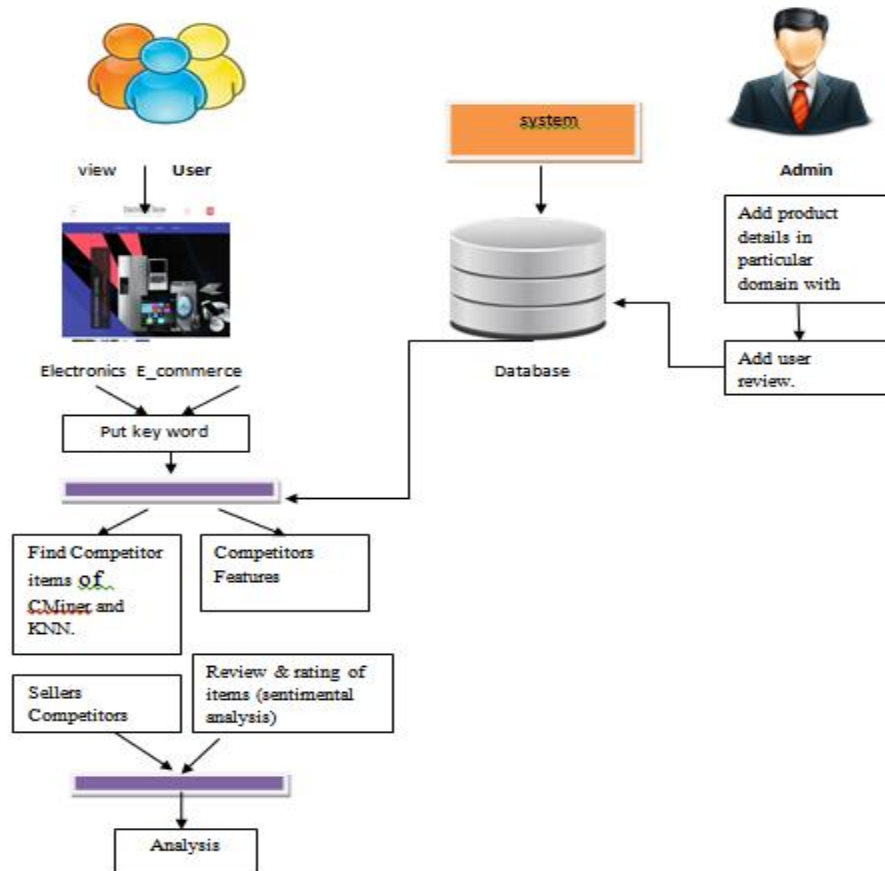 system
view User
Admin
Add product
details in
particular
domain with
Electronics E_commerce
Database
Add user
review.
Put key word
Find Competitor
items of
CMiner and
KNN.
Competitors
Features
Sellers
Competitors
Review & rating of
items (sentimental
analysis)
Analysis